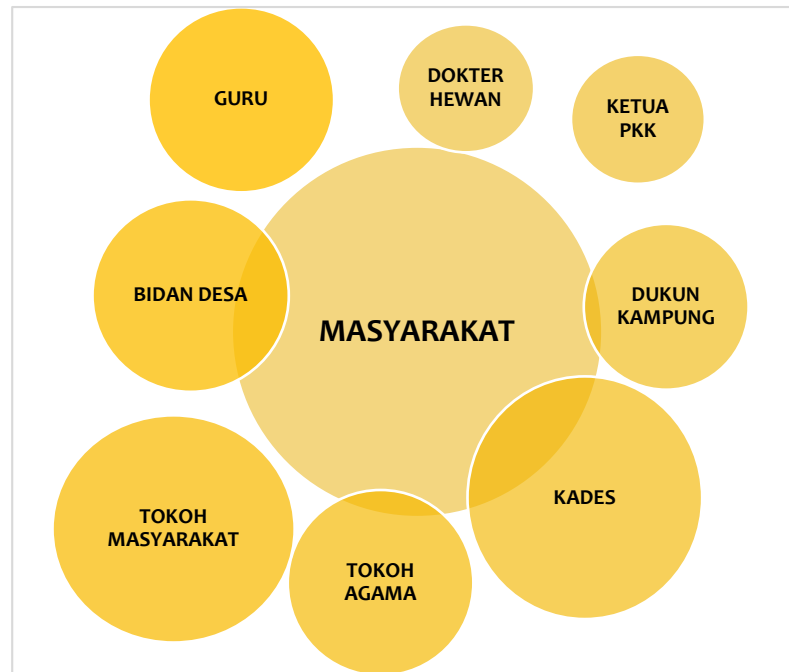 GURU
DOKTER
HEWAN
KETUA
PKK
BIDAN DESA
MASYARAKAT
DUKUN
KAMPUNG
TOKOH
MASYARAKAT
KADES
TOKOH
AGAMA